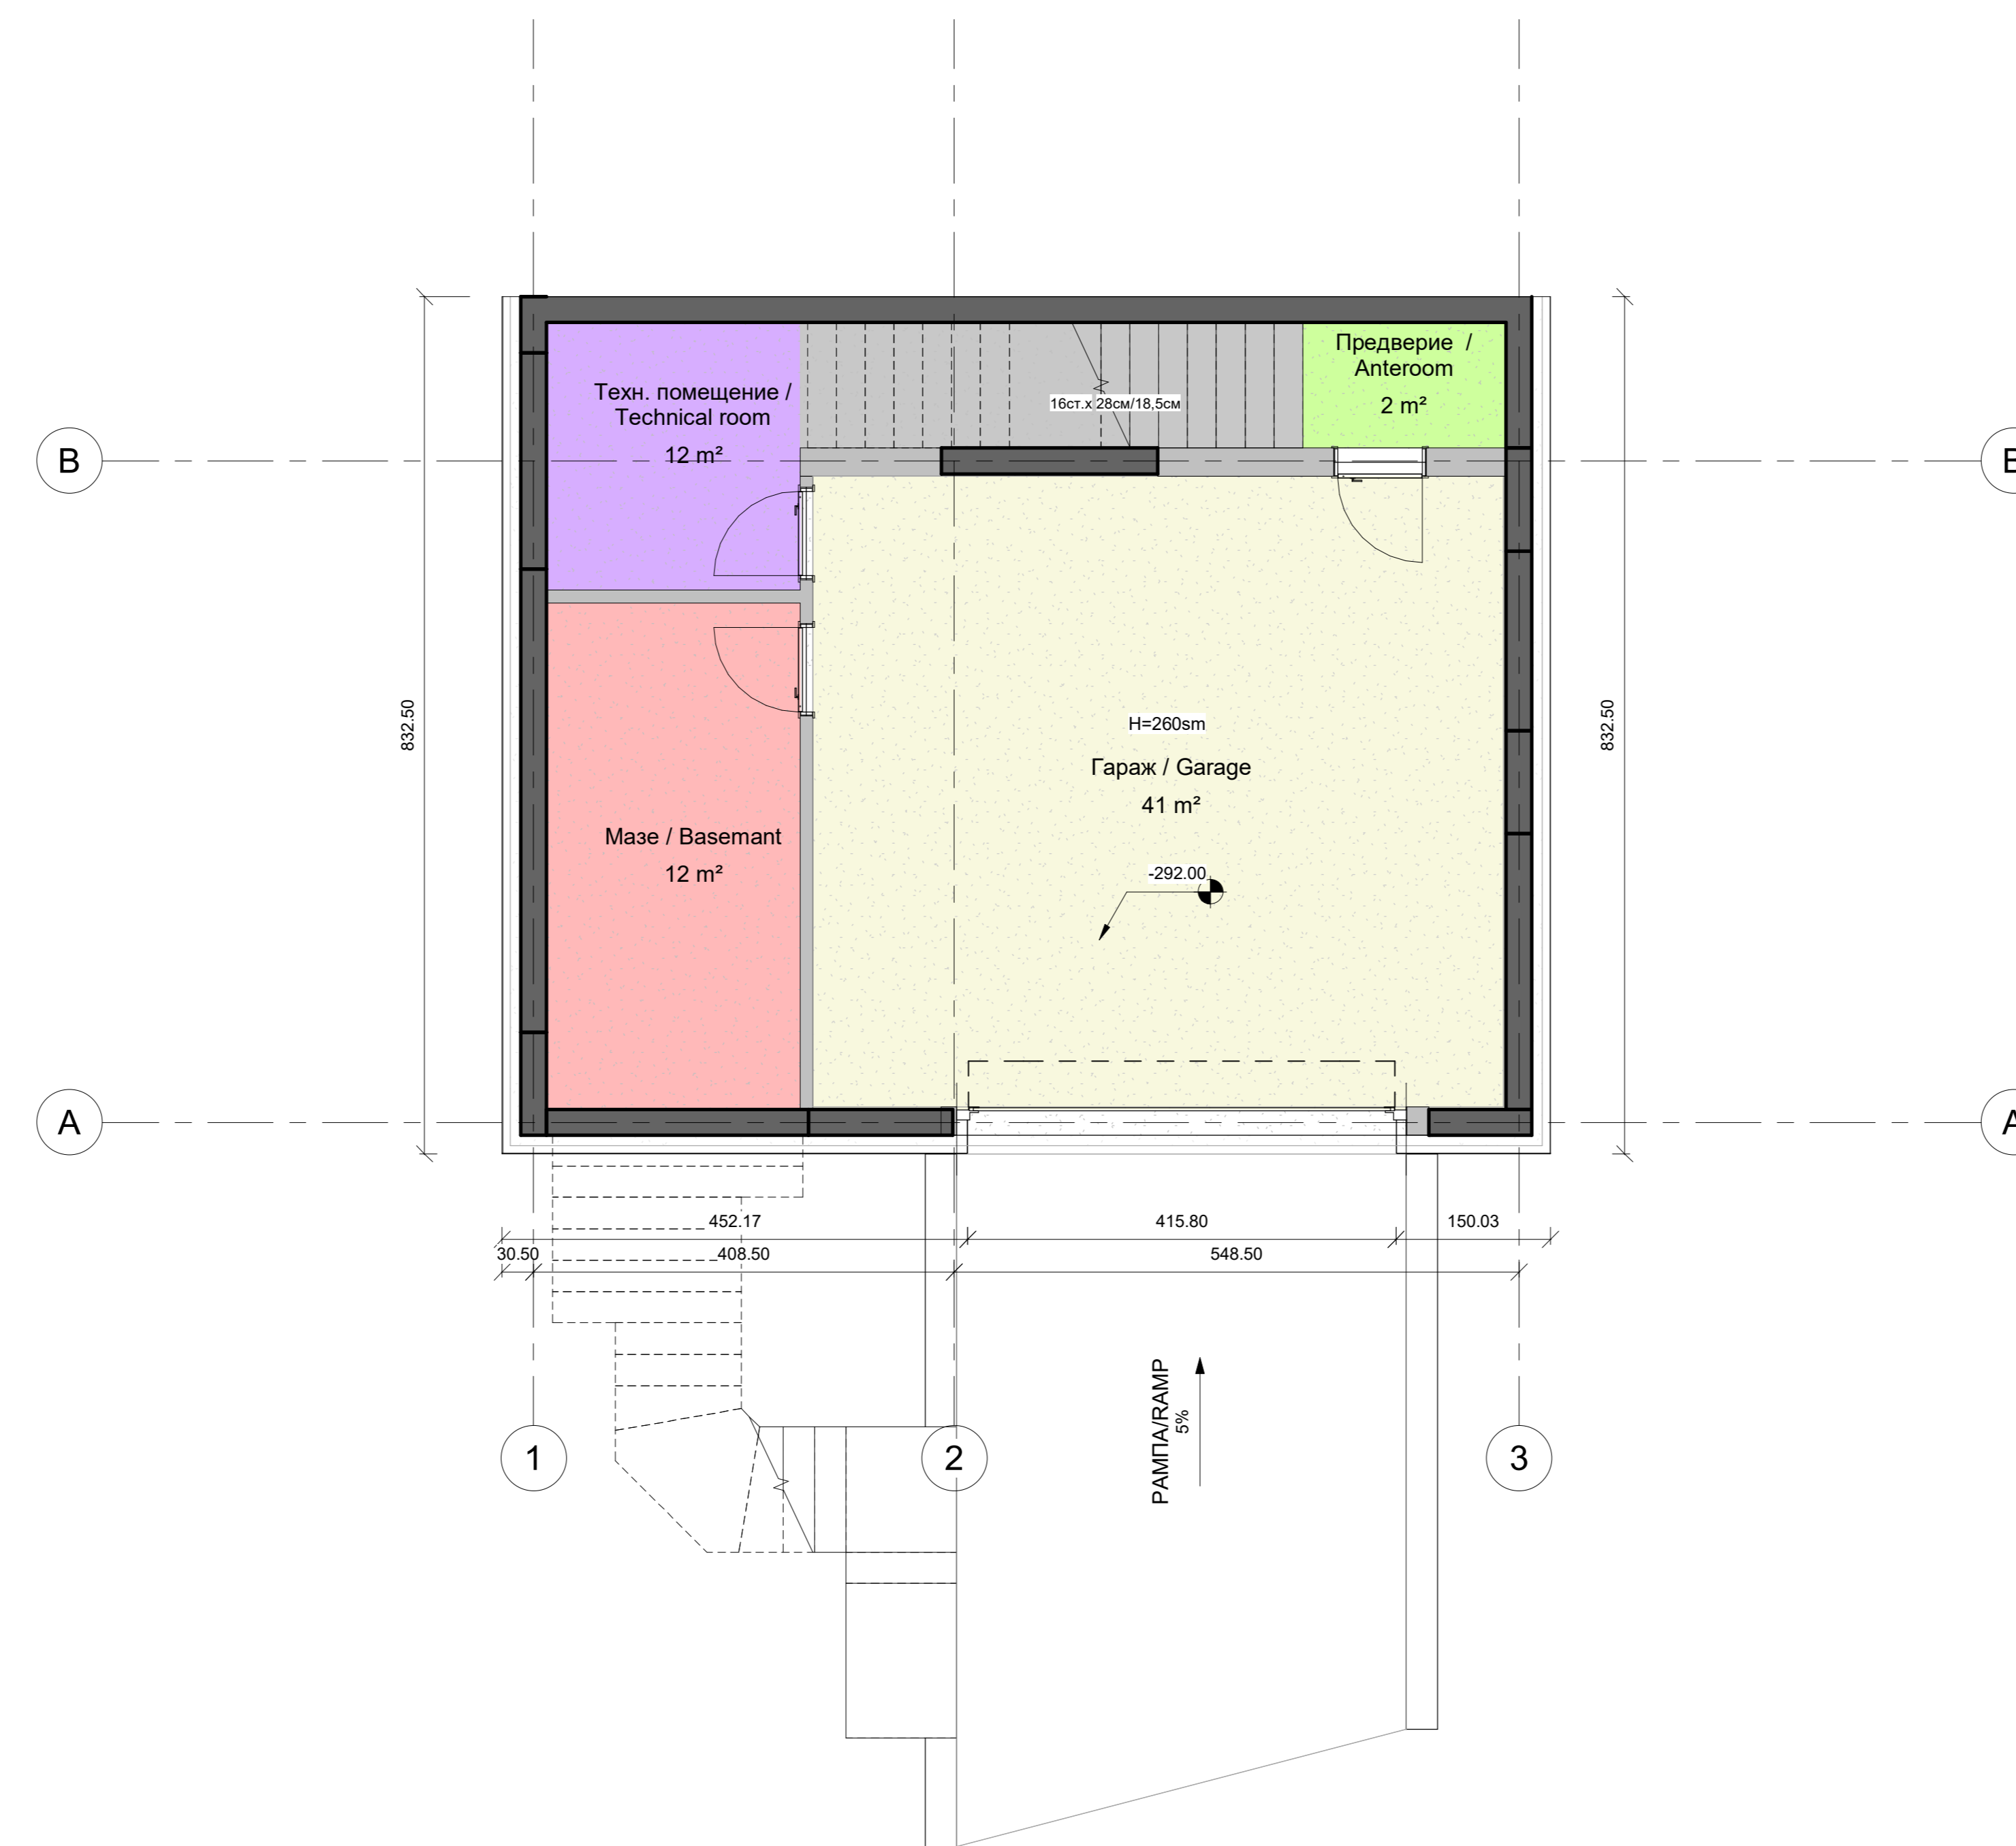 Техн. помещение /
Technical room
12 m²
Предверие /
Anteroom
2 m²
16ст.x 28см/18,5см
B
B
832.50
832.50
H=260sm
Гараж / Garage
41 m²
Мазе / Basemant
12 m²
-292.00
A
A
452.17
415.80
150.03
30.50
408.50
548.50
РАМПА/RAMP
5%
1
2
3